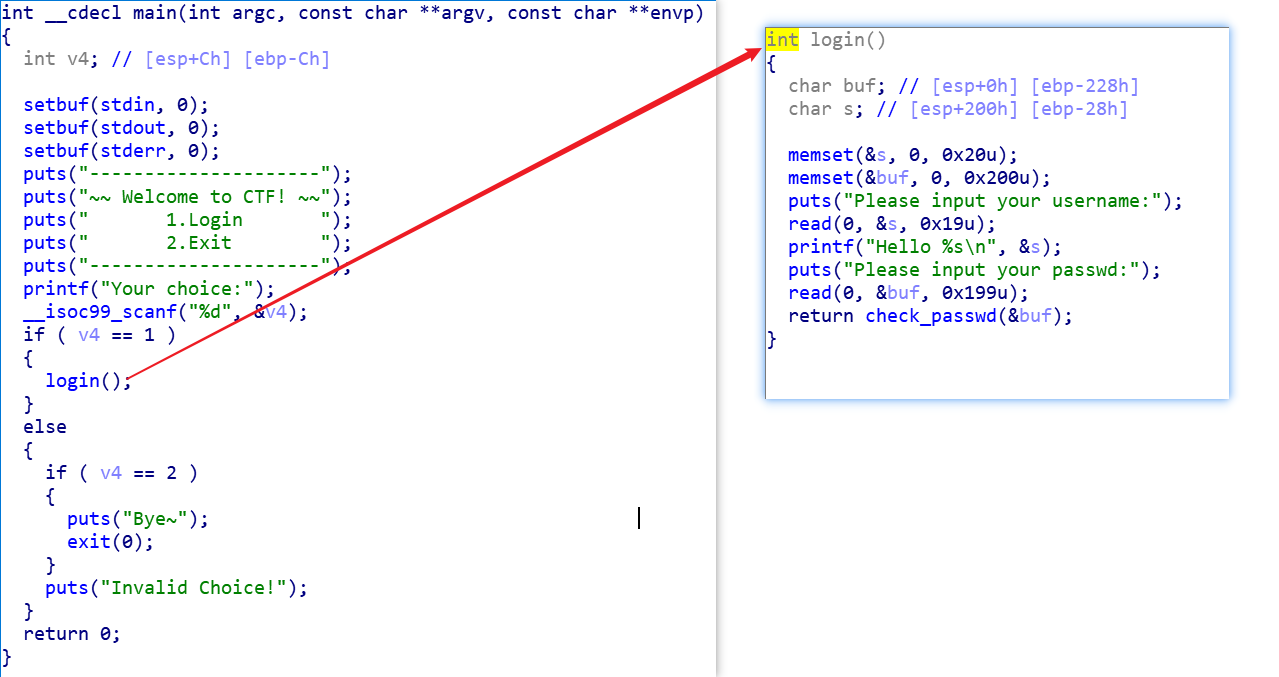 int __cdecl main(int argc, const char **argv, const char **envp)
{
  int v4; // [esp+Ch] [ebp-Ch]

  setbuf(stdin, 0);
  setbuf(stdout, 0);
  setbuf(stderr, 0);
  puts("---------------------");
  puts("~~ Welcome to CTF! ~~");
  puts("       1.Login       ");
  puts("       2.Exit        ");
  puts("---------------------");
  printf("Your choice:");
  __isoc99_scanf("%d", &v4);
  if ( v4 == 1 )
  {
    login();
  }
  else
  {
    if ( v4 == 2 )
    {
      puts("Bye~");
      exit(0);
    }
    puts("Invalid Choice!");
  }
  return 0;
}
int login()
{
  char buf; // [esp+0h] [ebp-228h]
  char s; // [esp+200h] [ebp-28h]

  memset(&s, 0, 0x20u);
  memset(&buf, 0, 0x200u);
  puts("Please input your username:");
  read(0, &s, 0x19u);
  printf("Hello %s\n", &s);
  puts("Please input your passwd:");
  read(0, &buf, 0x199u);
  return check_passwd(&buf);
}